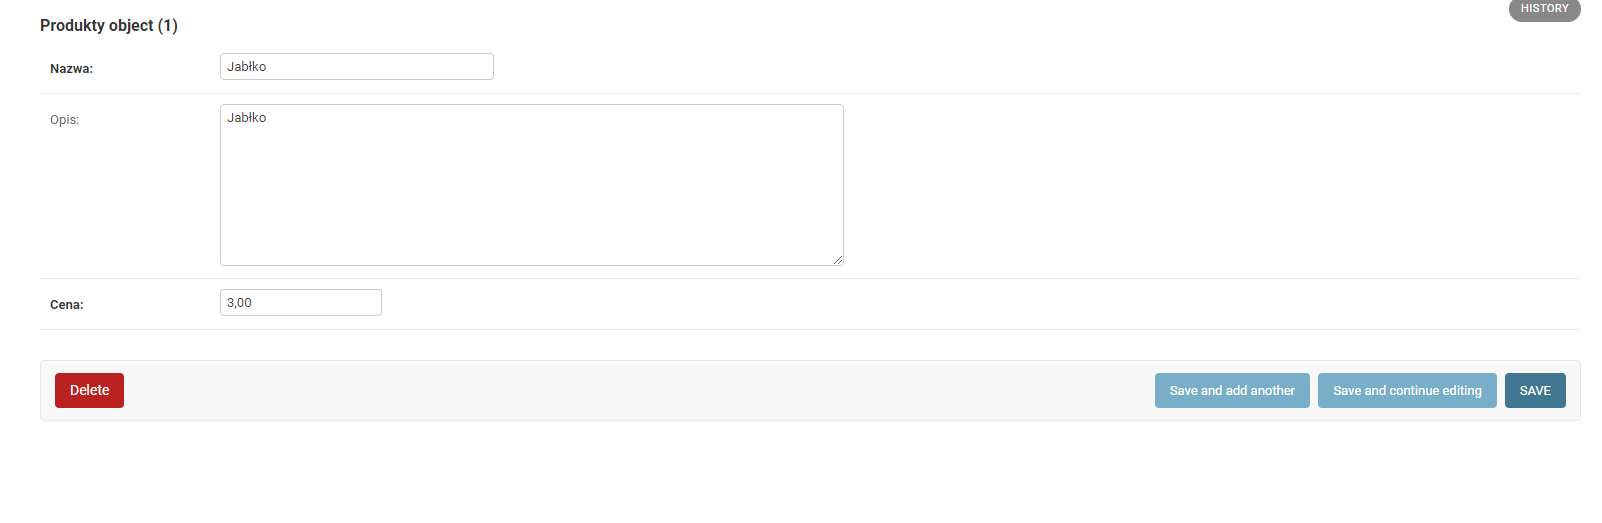 HISTORY
Produkty object (1)
Nazwa: Jabłko
Opis: Jabłko
Cena: 3,00
Delete Save and add another Save and continue editing SAVE